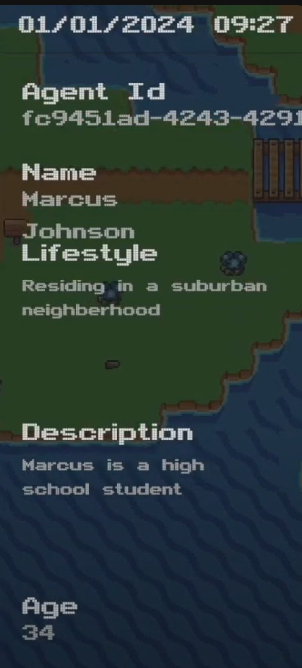 01/01/2024 09:27
Agent Id
fc9451ad-4243-4291
Name
Marcus
Johnson
Lifestyle
Residing in a suburban
neighborhood
Description
Marcus is a high
school student
Age
34